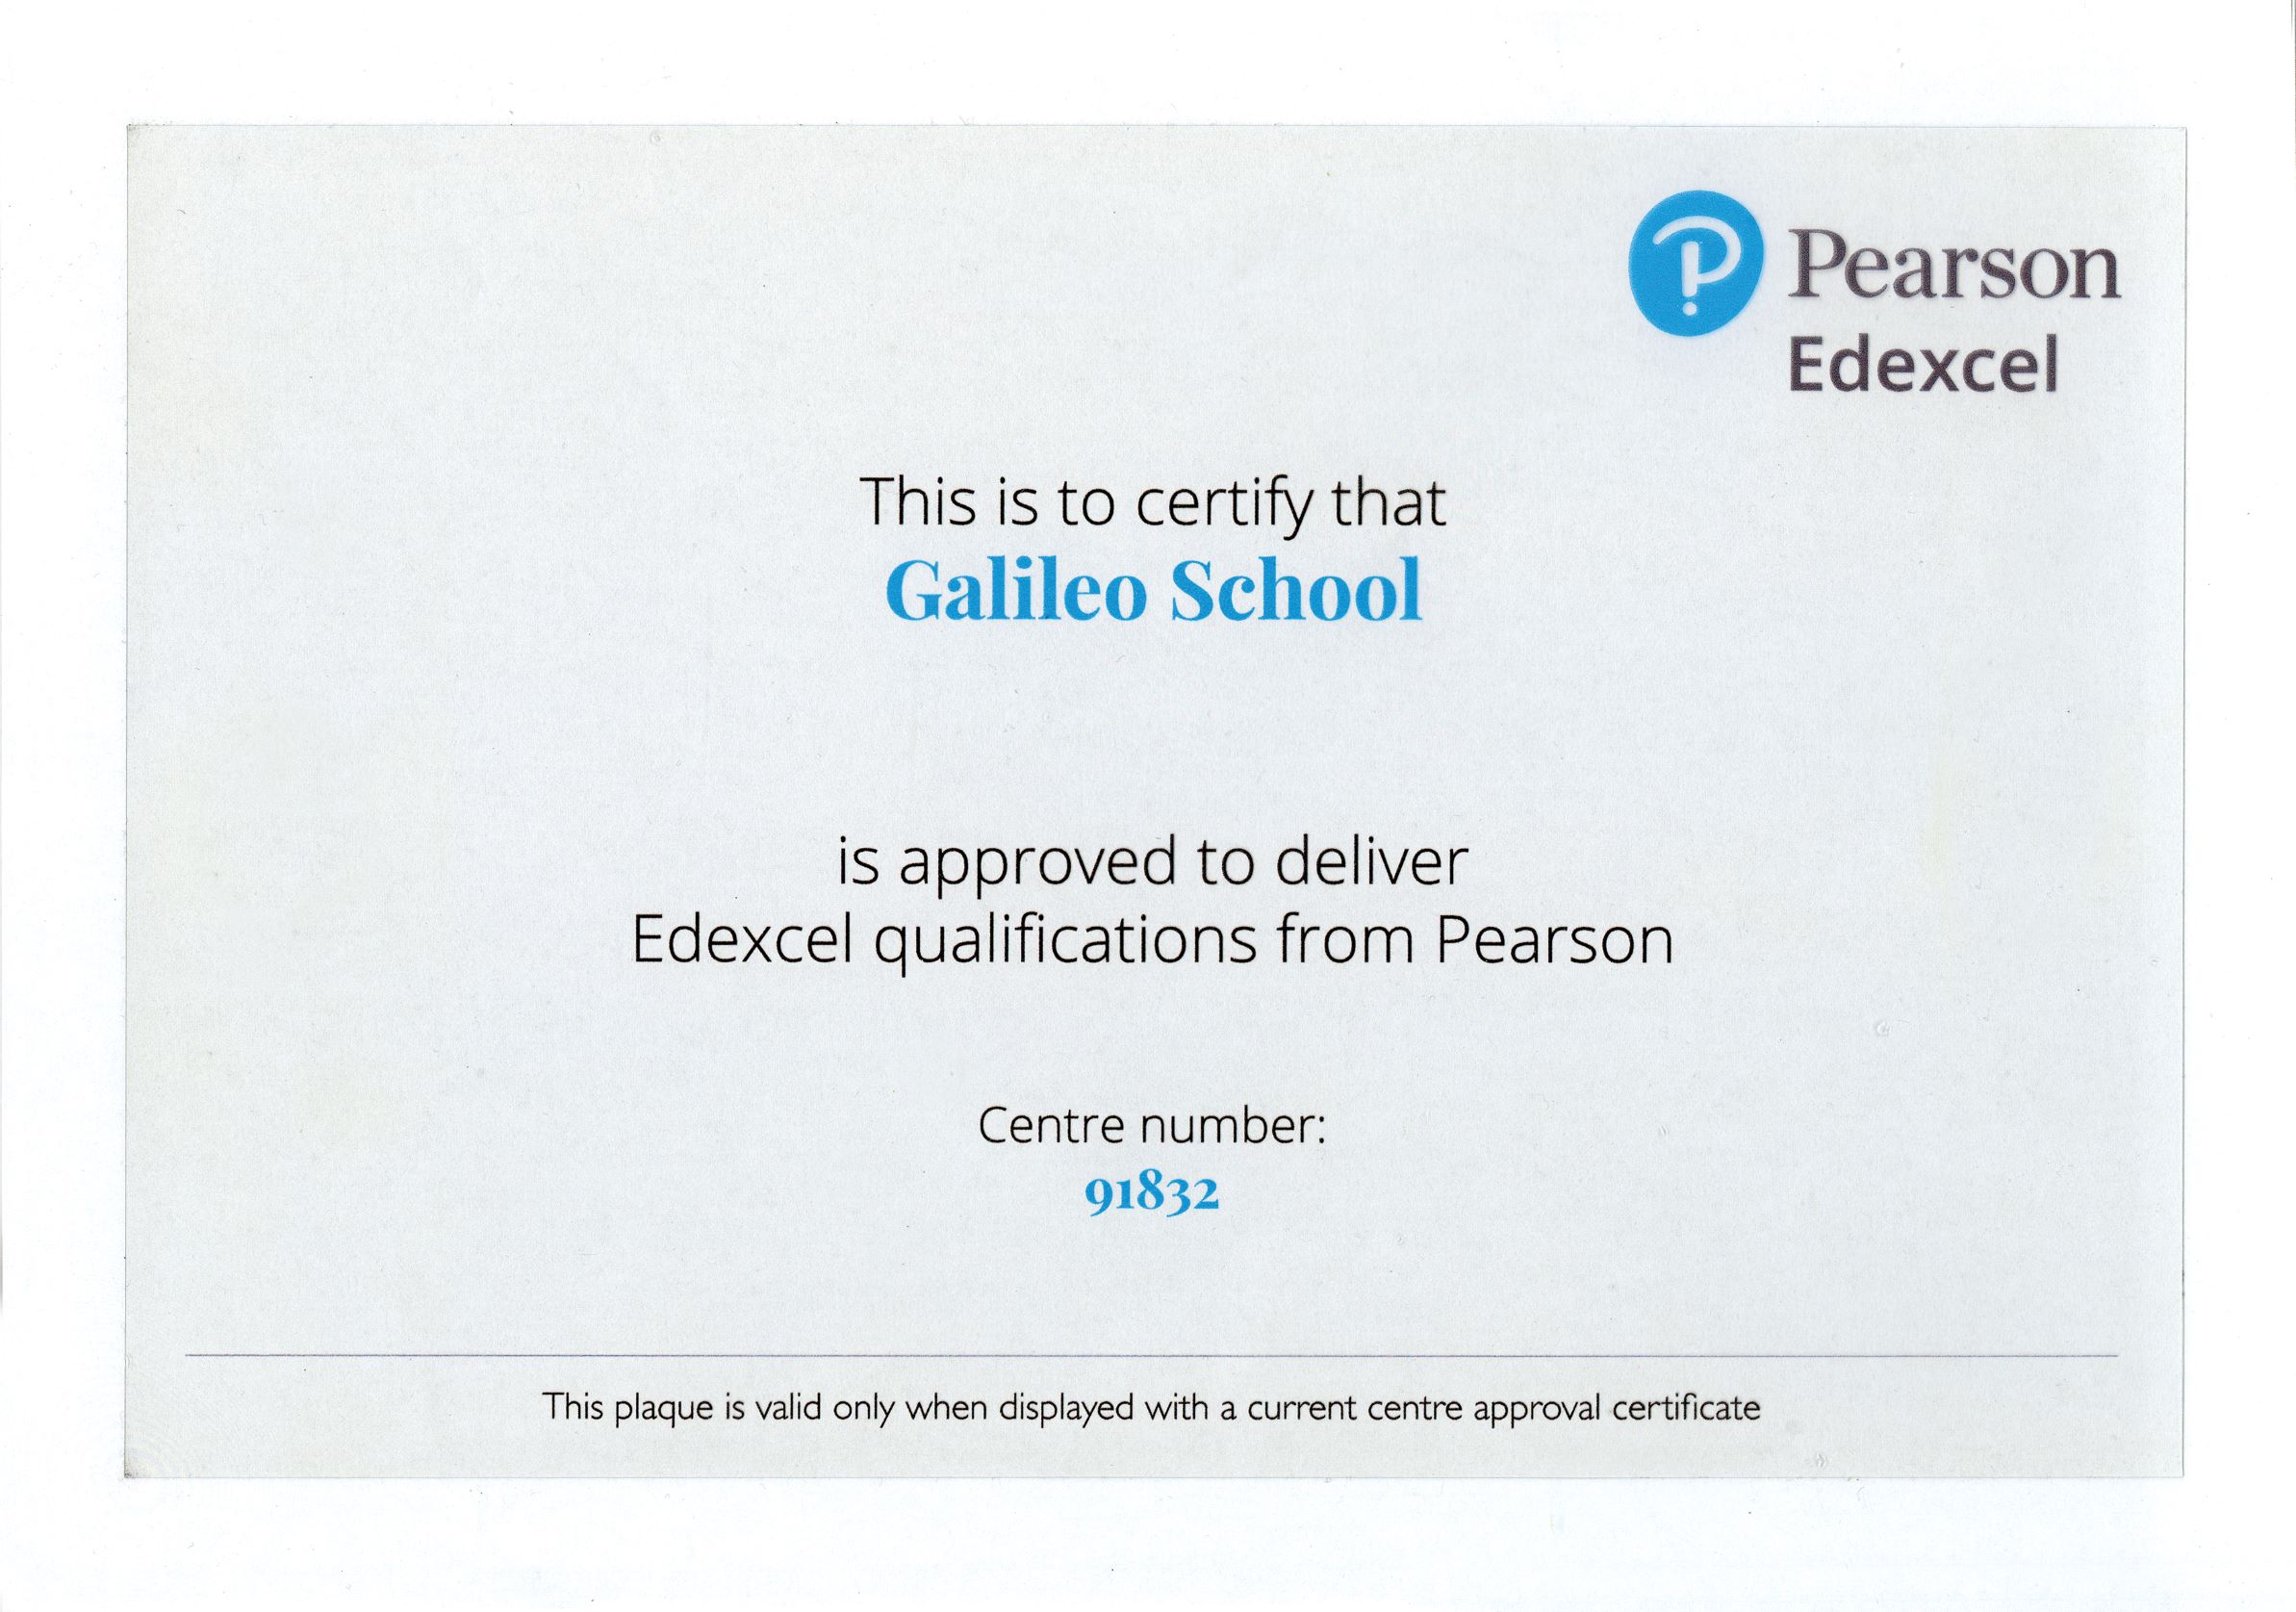 Pearson
Edexcel
This is to certify that
Galileo School
is approved to deliver
Edexcel qualifications from Pearson
Centre number:
91832
This plaque is valid only when displayed with a current centre approval certificate